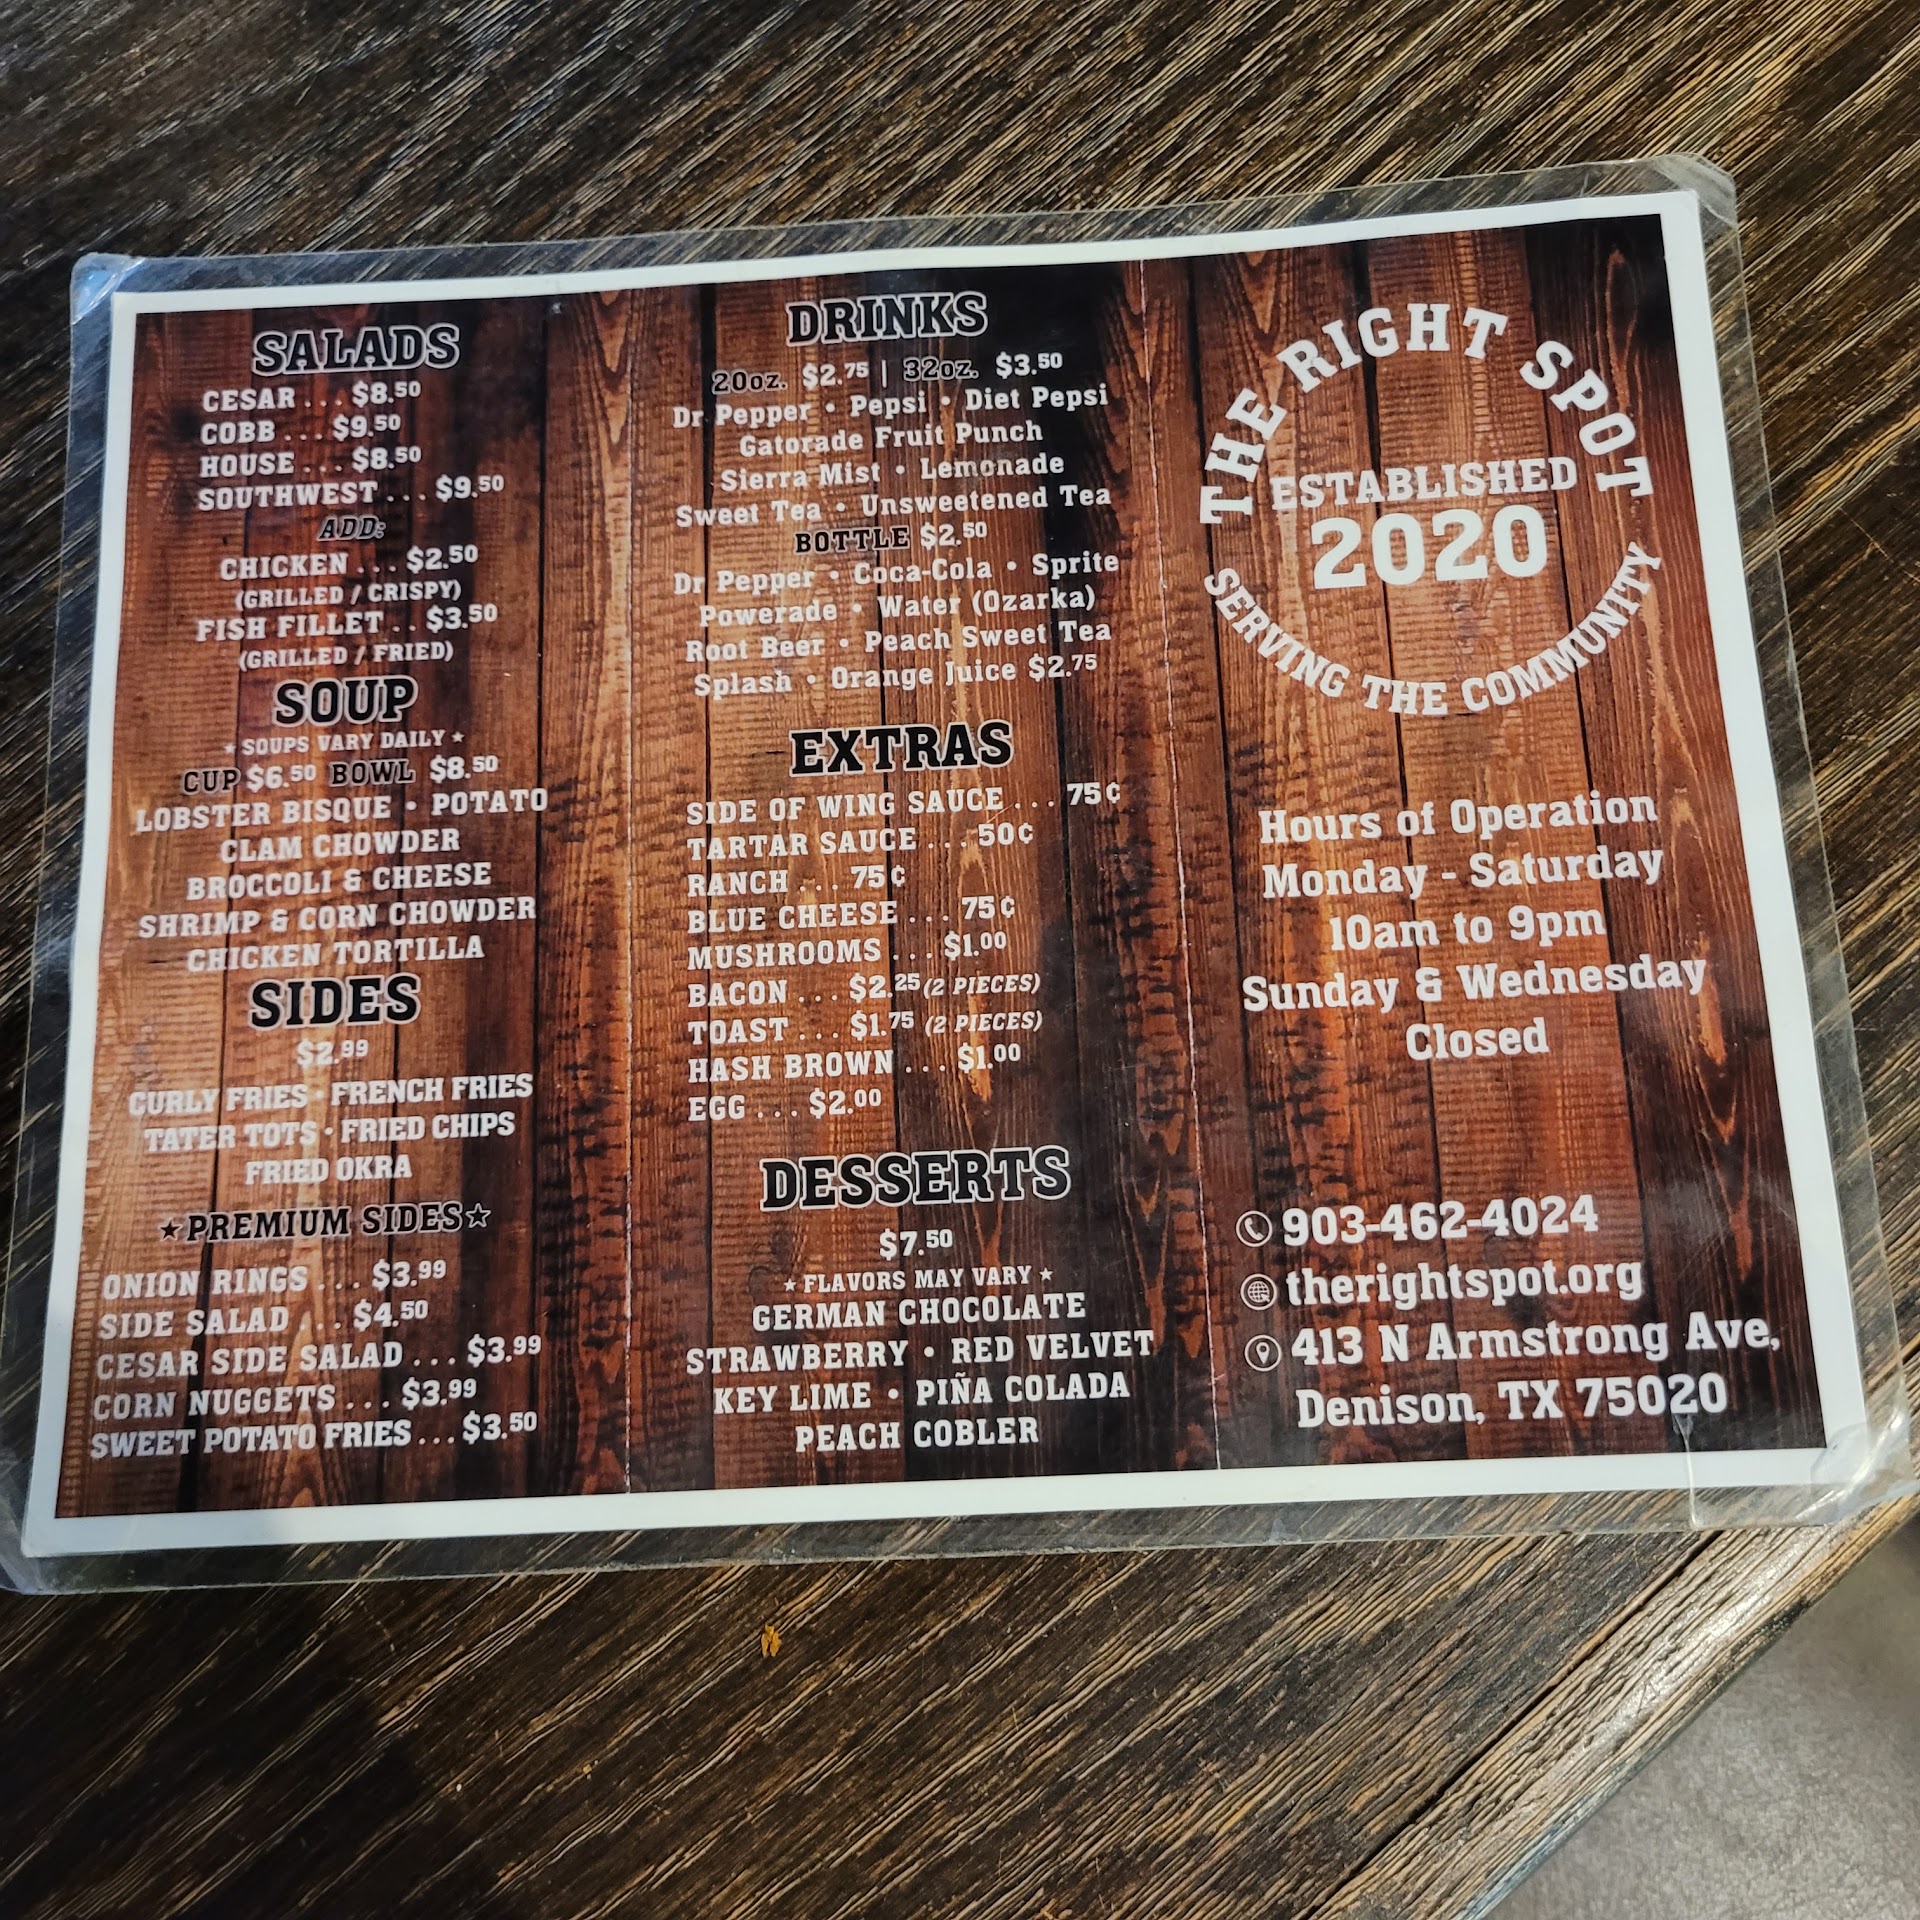 SALADS
CESAR ... $8.50
COBB ... $9.50
HOUSE ... $8.50
SOUTHWEST ... $9.50
ADD:
CHICKEN ... $2.50
(GRILLED / CRISPY)
FISH FILLET .. $3.50
(GRILLED / FRIED)
SOUP
★ SOUPS VARY DAILY ★
CUP $6.50 BOWL $8.50
LOBSTER BISQUE • POTATO
CLAM CHOWDER
BROCCOLI & CHEESE
SHRIMP & CORN CHOWDER
CHICKEN TORTILLA
SIDES
$2.99
CURLY FRIES • FRENCH FRIES
TATER TOTS • FRIED CHIPS
FRIED OKRA
★PREMIUM SIDES★
ONION RINGS ... $3.99
SIDE SALAD ... $4.50
CESAR SIDE SALAD ... $3.99
CORN NUGGETS ... $3.99
SWEET POTATO FRIES ... $3.50
DRINKS
20oz. $2.75 | 32oz. $3.50
Dr Pepper • Pepsi • Diet Pepsi
Gatorade Fruit Punch
Sierra Mist • Lemonade
Sweet Tea • Unsweetened Tea
BOTTLE $2.50
Dr Pepper • Coca-Cola • Sprite
Powerade • Water (Ozarka)
Root Beer • Peach Sweet Tea
Splash • Orange Juice $2.75
EXTRAS
SIDE OF WING SAUCE ... 75¢
TARTAR SAUCE ... 50¢
RANCH ... 75¢
BLUE CHEESE ... 75¢
MUSHROOMS ... $1.00
BACON ... $2.25 (2 PIECES)
TOAST ... $1.75 (2 PIECES)
HASH BROWN ... $1.00
EGG ... $2.00
DESSERTS
$7.50
★ FLAVORS MAY VARY ★
GERMAN CHOCOLATE
STRAWBERRY • RED VELVET
KEY LIME • PIÑA COLADA
PEACH COBLER
THE RIGHT SPOT
ESTABLISHED
2020
SERVING THE COMMUNITY
Hours of Operation
Monday - Saturday
10am to 9pm
Sunday & Wednesday
Closed
903-462-4024
therightspot.org
413 N Armstrong Ave,
Denison, TX 75020